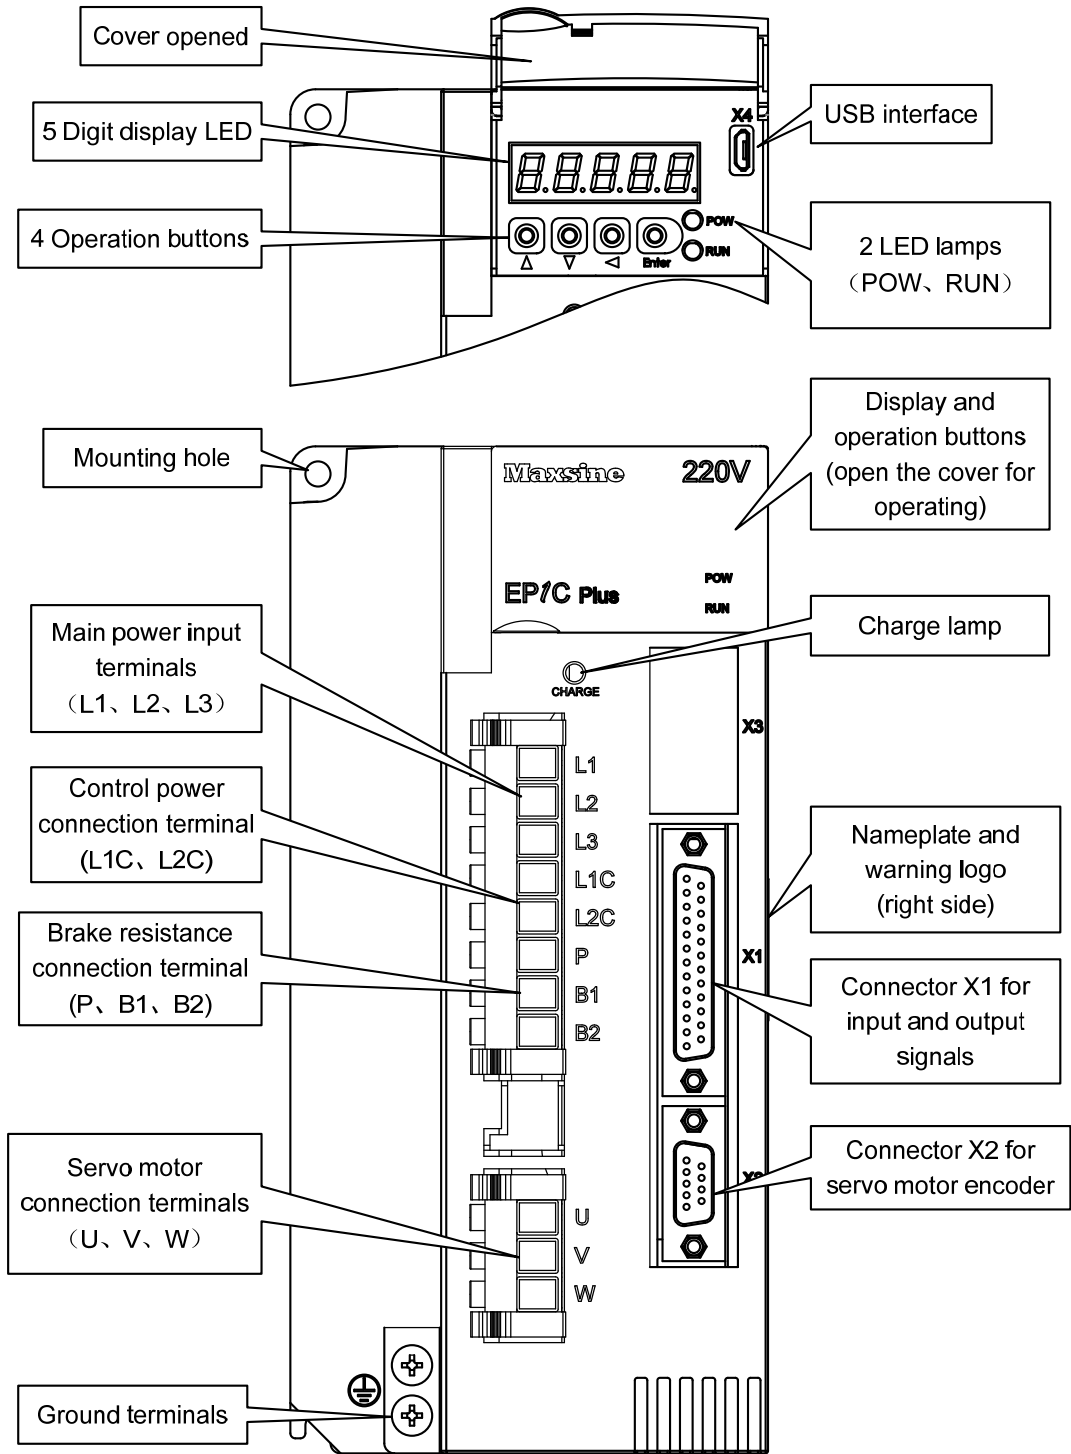 Cover opened
5 Digit display LED
4 Operation buttons
X4
USB interface
POW
RUN
Enter
2 LED lamps
（POW、RUN）
Display and
operation buttons
(open the cover for
operating)
Mounting hole
Maxsine
220V
EP1C Plus
POW
RUN
Charge lamp
CHARGE
Main power input
terminals
（L1、L2、L3）
Control power
connection terminal
(L1C、L2C)
Brake resistance
connection terminal
(P、B1、B2)
L1
L2
L3
L1C
L2C
P
B1
B2
X3
X1
Nameplate and
warning logo
(right side)
Connector X1 for
input and output
signals
Connector X2 for
servo motor encoder
Servo motor
connection terminals
（U、V、W）
U
V
W
Ground terminals